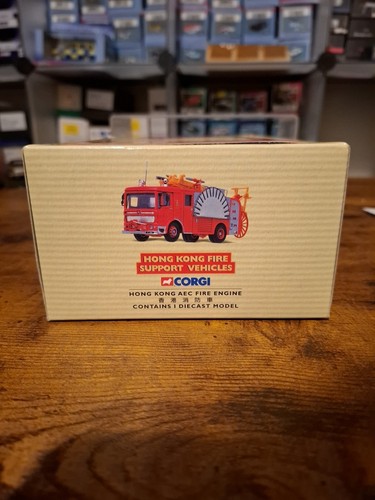 HONG KONG FIRE
SUPPORT VEHICLES
CORGI
HONG KONG AEC FIRE ENGINE
香港消防車
CONTAINS 1 DIECAST MODEL